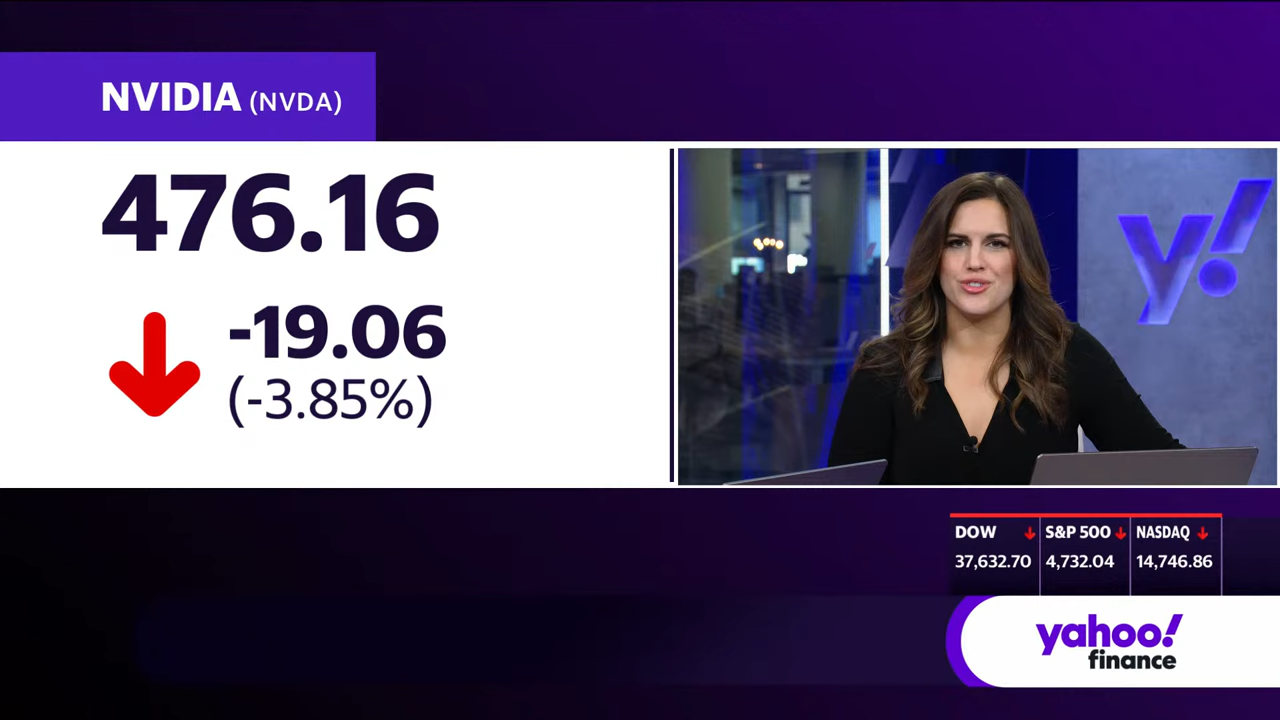 NVIDIA (NVDA)
476.16
-19.06
(-3.85%)
y!
DOW
37,632.70
S&P 500
4,732.04
NASDAQ
14,746.86
yahoo!
finance